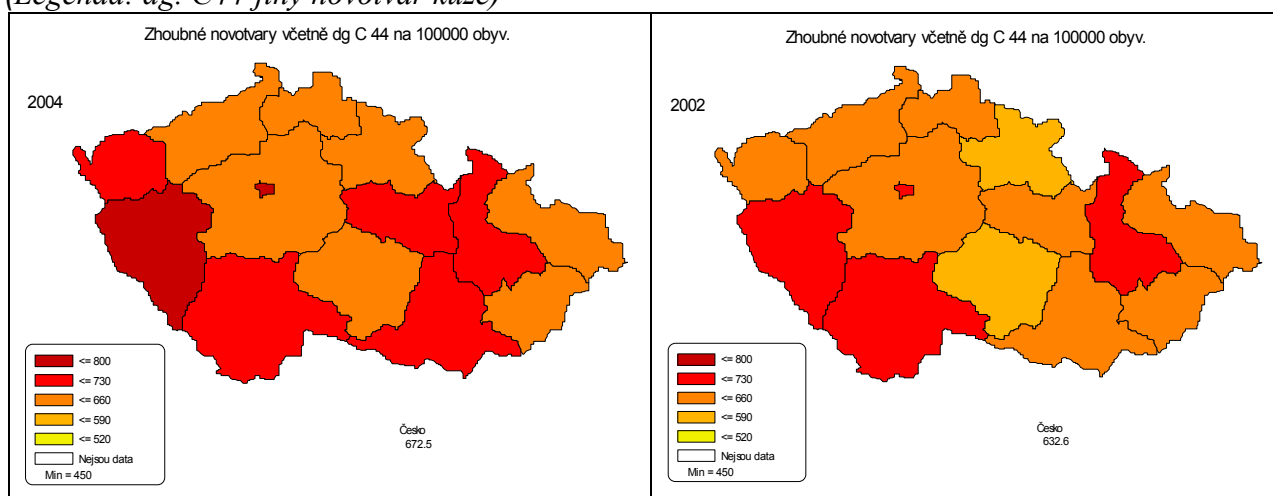 (Legenda: dg. C44 jiný novotvar kůže)
Zhoubné novotvary včetně dg C 44 na 100000 obyv.
2004
<= 800
<= 730
<= 660
<= 590
<= 520
Nejsou data
Min = 450
Česko
672.5
Zhoubné novotvary včetně dg C 44 na 100000 obyv.
2002
<= 800
<= 730
<= 660
<= 590
<= 520
Nejsou data
Min = 450
Česko
632.6